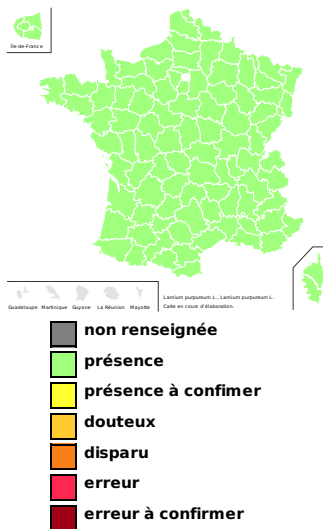 Île-de-France
Guadeloupe Martinique Guyane La Réunion Mayotte
Lamium purpureum L., Lamium purpureum L.
Carte en cours d'élaboration.
non renseignée
présence
présence à confimer
douteux
disparu
erreur
erreur à confirmer